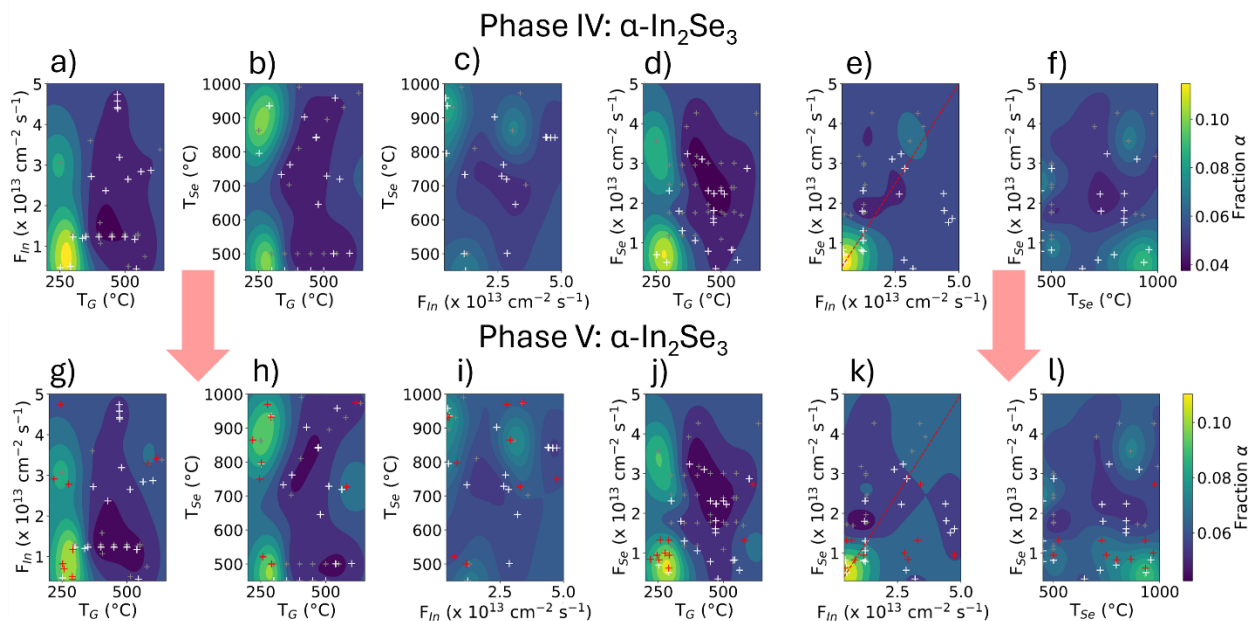 Phase IV: α-In2Se3
a) b) c) d) e) f)
FIn (x 10^13 cm^-2 s^-1)
5
4
3
2
1
250 500
TG (°C)
TSe (°C)
1000
900
800
700
600
500
250 500
TG (°C)
TSe (°C)
1000
900
800
700
600
500
2.5 5.0
FIn (x 10^13 cm^-2 s^-1)
FSe (x 10^13 cm^-2 s^-1)
5
4
3
2
1
250 500
TG (°C)
FSe (x 10^13 cm^-2 s^-1)
5
4
3
2
1
2.5 5.0
FIn (x 10^13 cm^-2 s^-1)
FSe (x 10^13 cm^-2 s^-1)
5
4
3
2
1
500 1000
TSe (°C)
0.10
0.08
0.06
0.04
Fraction α
Phase V: α-In2Se3
g) h) i) j) k) l)
FIn (x 10^13 cm^-2 s^-1)
5
4
3
2
1
250 500
TG (°C)
TSe (°C)
1000
900
800
700
600
500
250 500
TG (°C)
TSe (°C)
1000
900
800
700
600
500
2.5 5.0
FIn (x 10^13 cm^-2 s^-1)
FSe (x 10^13 cm^-2 s^-1)
5
4
3
2
1
250 500
TG (°C)
FSe (x 10^13 cm^-2 s^-1)
5
4
3
2
1
2.5 5.0
FIn (x 10^13 cm^-2 s^-1)
FSe (x 10^13 cm^-2 s^-1)
5
4
3
2
1
500 1000
TSe (°C)
0.10
0.08
0.06
Fraction α